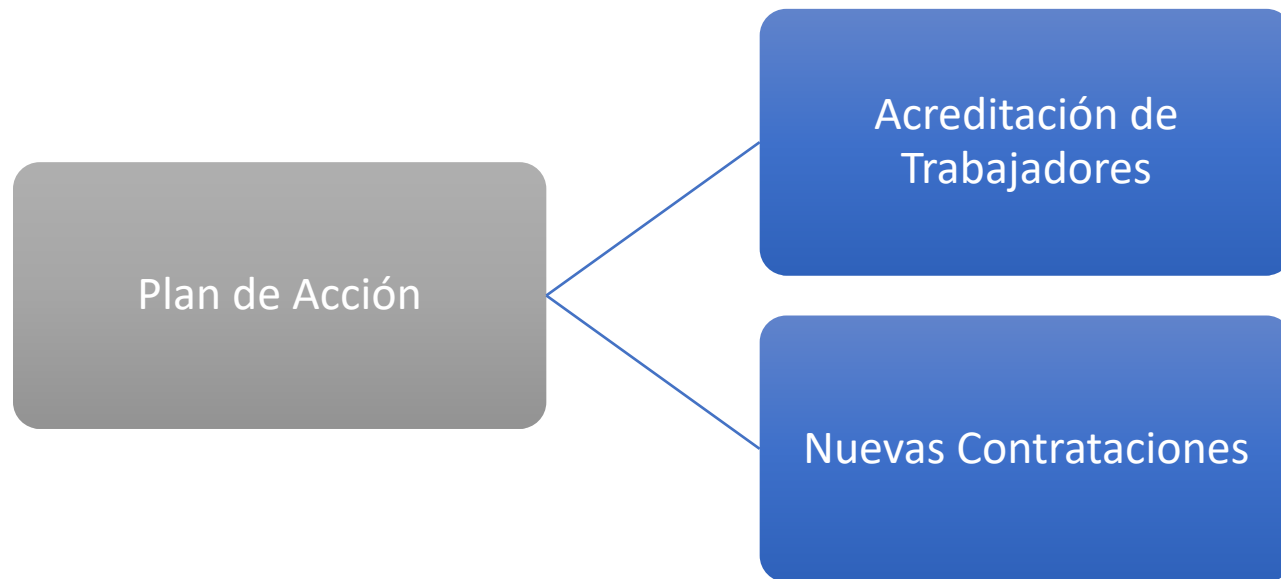 Acreditación de
Trabajadores
Plan de Acción
Nuevas Contrataciones